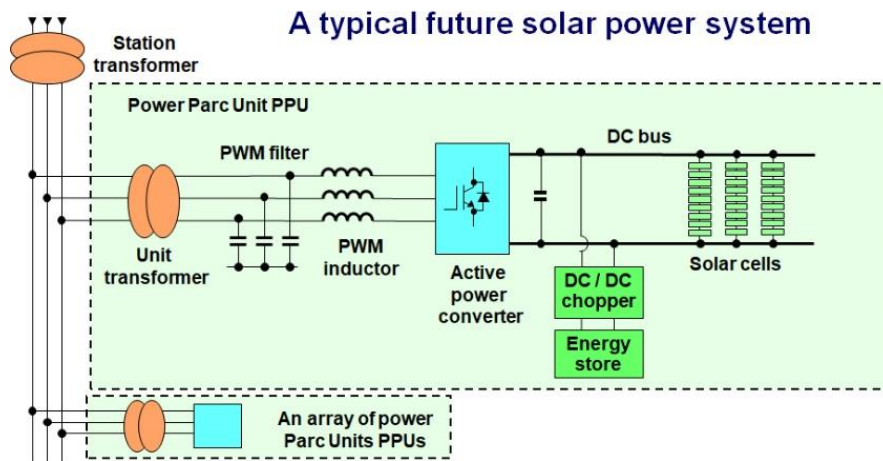 A typical future solar power system
Station
transformer
Power Parc Unit PPU
PWM filter
DC bus
Unit
transformer
PWM
inductor
Active
power
converter
DC / DC
chopper
Energy
store
Solar cells
An array of power
Parc Units PPUs